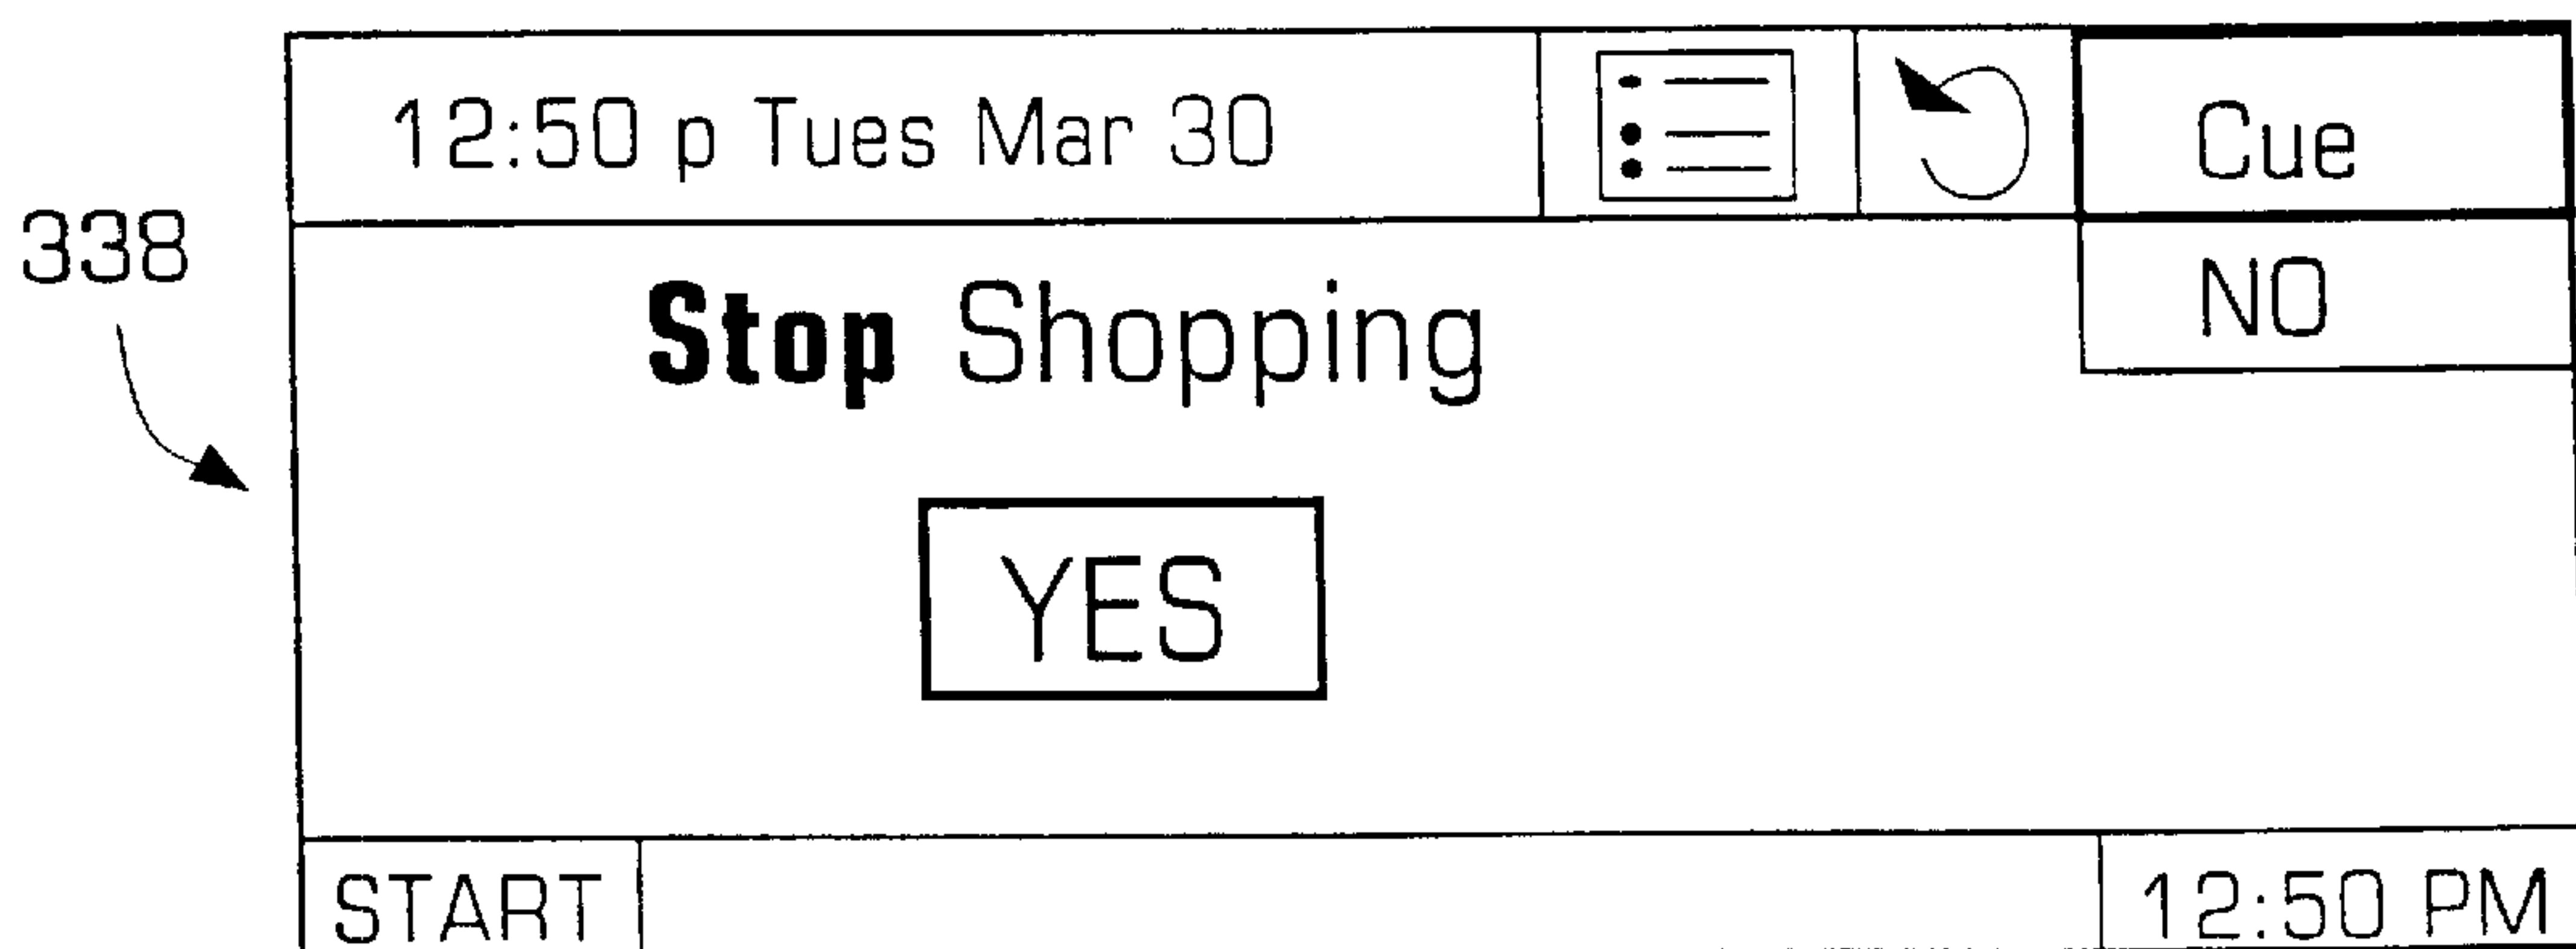 12:50 p Tues Mar 30
Cue
338
Stop Shopping
NO
YES
START
12:50 PM